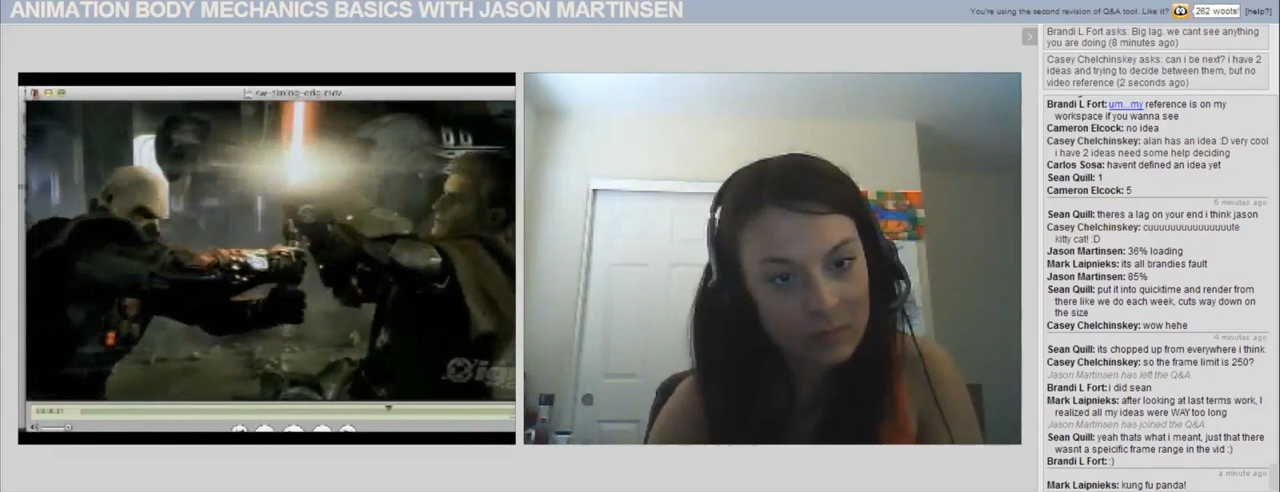 ANIMATION BODY MECHANICS BASICS WITH JASON MARTINSEN
You're using the second revision of Q&A tool. Like it? 262 woots! [help?]
Brandi L Fort asks: Big lag. we cant see anything
you are doing (8 minutes ago)
Casey Chelchinskey asks: can i be next? i have 2
ideas and trying to decide between them, but no
video reference (2 seconds ago)
Brandi L Fort: um...my reference is on my
workspace if you wanna see
Cameron Elcock: no idea
Casey Chelchinskey: alan has an idea :D very cool
i have 2 ideas need some help deciding
Carlos Sosa: havent defined an idea yet
Sean Quill: 1
Cameron Elcock: 5
5 minutes ago
Sean Quill: theres a lag on your end i think jason
Casey Chelchinskey: cuuuuuuuuuuuuuuute
kitty cat! :D
Jason Martinsen: 36% loading
Mark Laipnieks: its all brandies fault
Jason Martinsen: 85%
Sean Quill: put it into quicktime and render from
there like we do each week, cuts way down on
the size
Casey Chelchinskey: wow hehe
4 minutes ago
Sean Quill: its chopped up from everywhere i think
Casey Chelchinskey: so the frame limit is 250?
Jason Martinsen has left the Q&A.
Brandi L Fort: i did sean
Mark Laipnieks: after looking at last terms work, I
realized all my ideas were WAY too long
Jason Martinsen has joined the Q&A.
Sean Quill: yeah thats what i meant, just that there
wasnt a speicific frame range in the vid :)
Brandi L Fort: :)
a minute ago
Mark Laipnieks: kung fu panda!